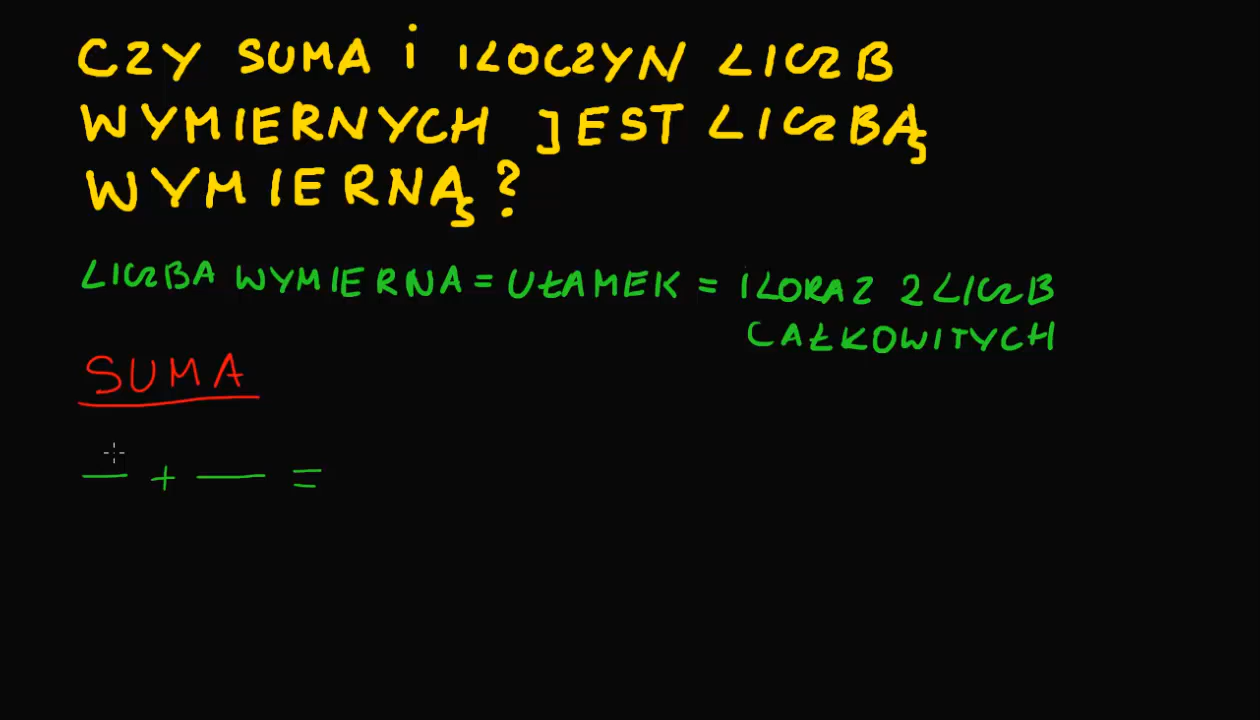 CZY SUMA i ILOCZYN LICZB
WYMIERNYCH JEST LICZBĄ
WYMIERNĄ?
LICZBA WYMIERNA = UŁAMEK = ILORAZ 2 LICZB
CAŁKOWITYCH
SUMA
— + — =